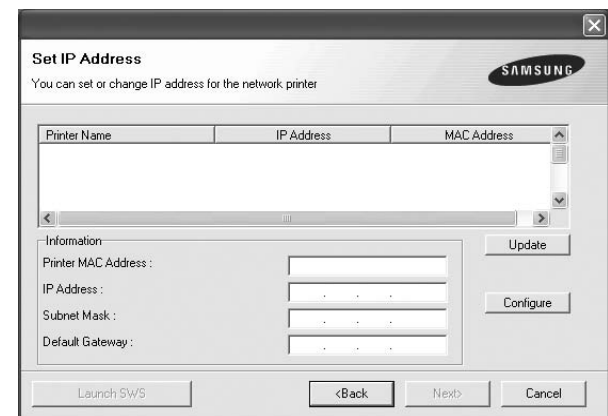 Set IP Address
You can set or change IP address for the network printer
SAMSUNG
Printer Name IP Address MAC Address
Information
Printer MAC Address :
IP Address :
Subnet Mask :
Default Gateway :
Update
Configure
Launch SWS <Back Next> Cancel